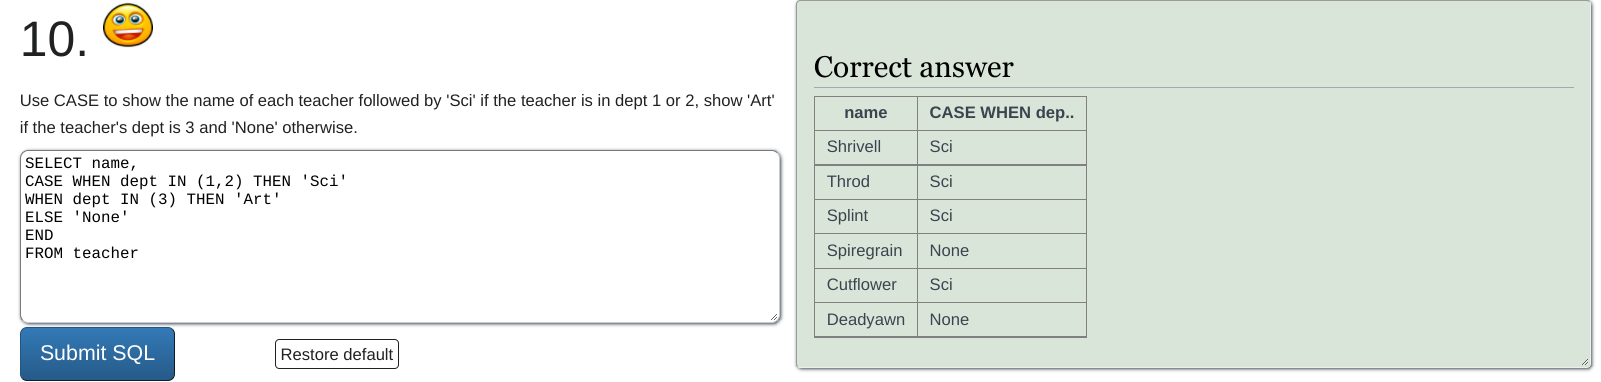 10.
Use CASE to show the name of each teacher followed by 'Sci' if the teacher is in dept 1 or 2, show 'Art'
if the teacher's dept is 3 and 'None' otherwise.
SELECT name,
CASE WHEN dept IN (1,2) THEN 'Sci'
WHEN dept IN (3) THEN 'Art'
ELSE 'None'
END
FROM teacher
Submit SQL
Restore default
Correct answer
name CASE WHEN dep..
Shrivell Sci
Throd Sci
Splint Sci
Spiregrain None
Cutflower Sci
Deadyawn None